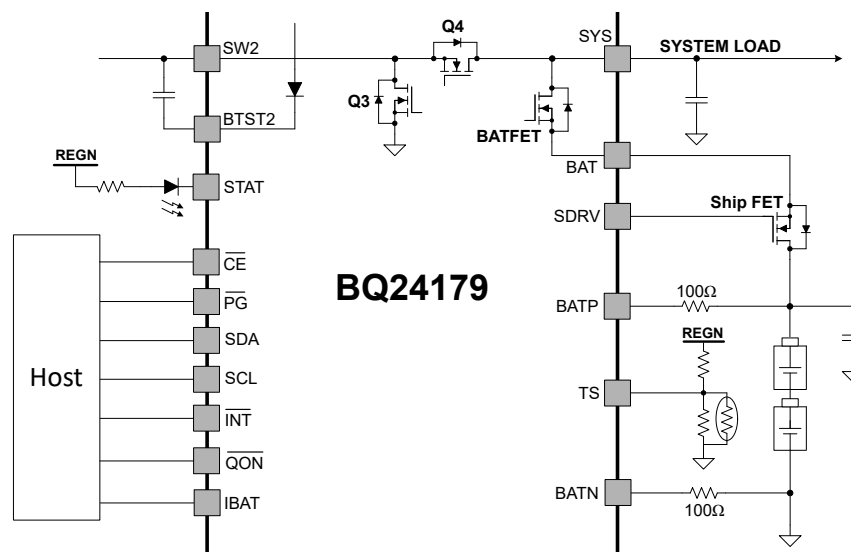 Q4
SYS
SW2
SYSTEM LOAD
Q3
BTST2
BATFET
REGN
BAT
STAT
Ship FET
SDRV
CE
BQ24179
100Ω
PG
BATP
REGN
SDA
Host
SCL
TS
INT
QON
BATN
IBAT
100Ω